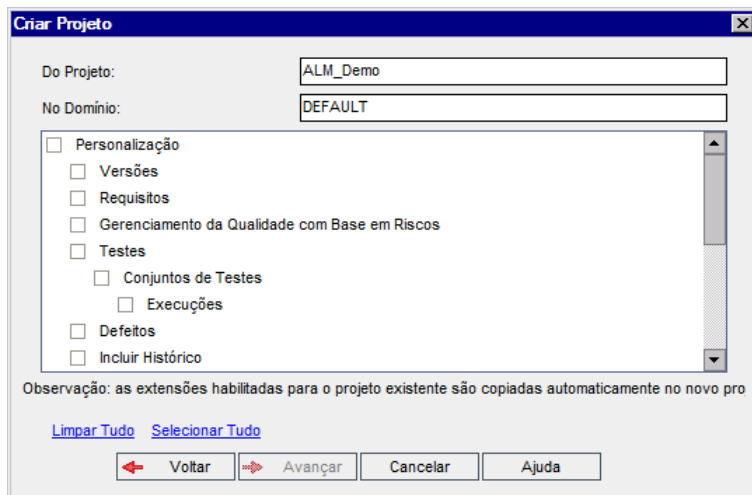 Criar Projeto
Do Projeto: ALM_Demo
No Domínio: DEFAULT
Personalização
Versões
Requisitos
Gerenciamento da Qualidade com Base em Riscos
Testes
Conjuntos de Testes
Execuções
Defeitos
Incluir Histórico
Observação: as extensões habilitadas para o projeto existente são copiadas automaticamente no novo pro
Limpar Tudo Selecionar Tudo
Voltar Avançar Cancelar Ajuda